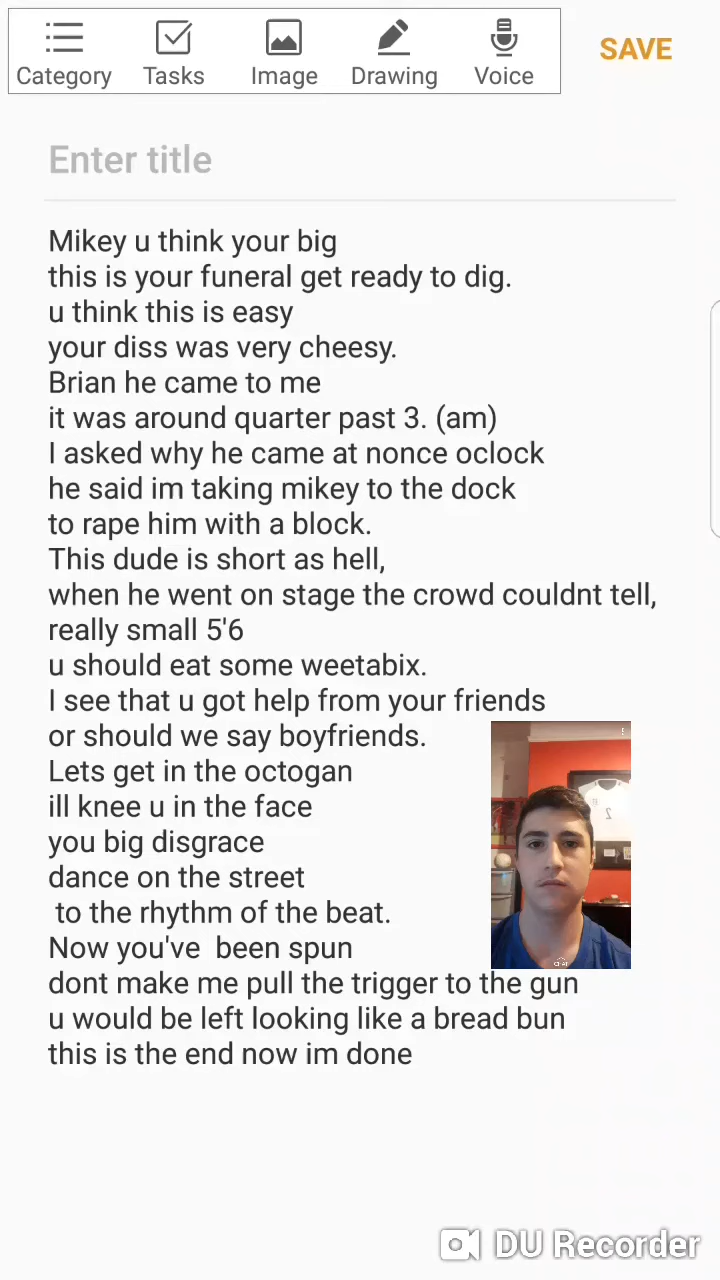 Category Tasks Image Drawing Voice SAVE
Enter title
Mikey u think your big
this is your funeral get ready to dig.
u think this is easy
your diss was very cheesy.
Brian he came to me
it was around quarter past 3. (am)
I asked why he came at nonce oclock
he said im taking mikey to the dock
to rape him with a block.
This dude is short as hell,
when he went on stage the crowd couldnt tell,
really small 5'6
u should eat some weetabix.
I see that u got help from your friends
or should we say boyfriends.
Lets get in the octogan
ill knee u in the face
you big disgrace
dance on the street
to the rhythm of the beat.
Now you've  been spun
dont make me pull the trigger to the gun
u would be left looking like a bread bun
this is the end now im done
DU Recorder